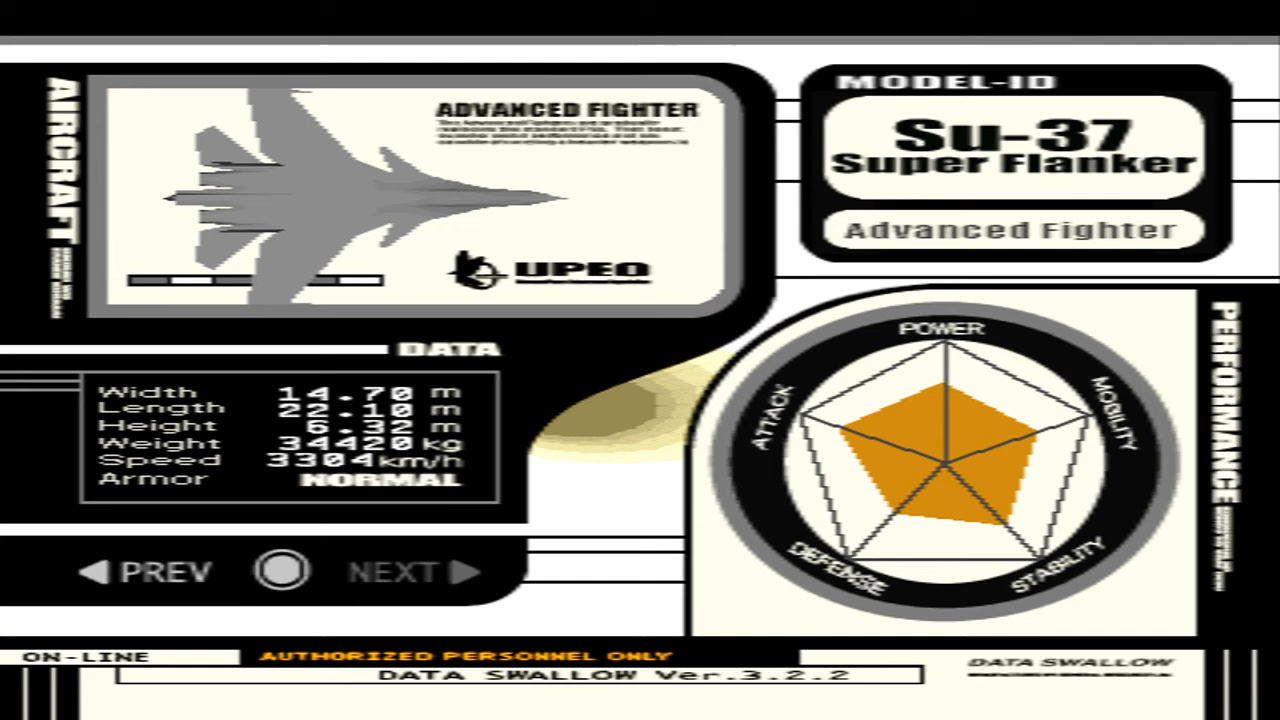 AIRCRAFT
ADVANCED FIGHTER
UPEO
MODEL-ID
Su-37
Super Flanker
Advanced Fighter
DATA
Width 14.70 m
Length 22.10 m
Height 6.32 m
Weight 34420 kg
Speed 3304 km/h
Armor NORMAL
PREV
NEXT
PERFORMANCE
POWER
MOBILITY
STABILITY
DEFENSE
ATTACK
ON-LINE
AUTHORIZED PERSONNEL ONLY
DATA SWALLOW Ver.3.2.2
DATA SWALLOW